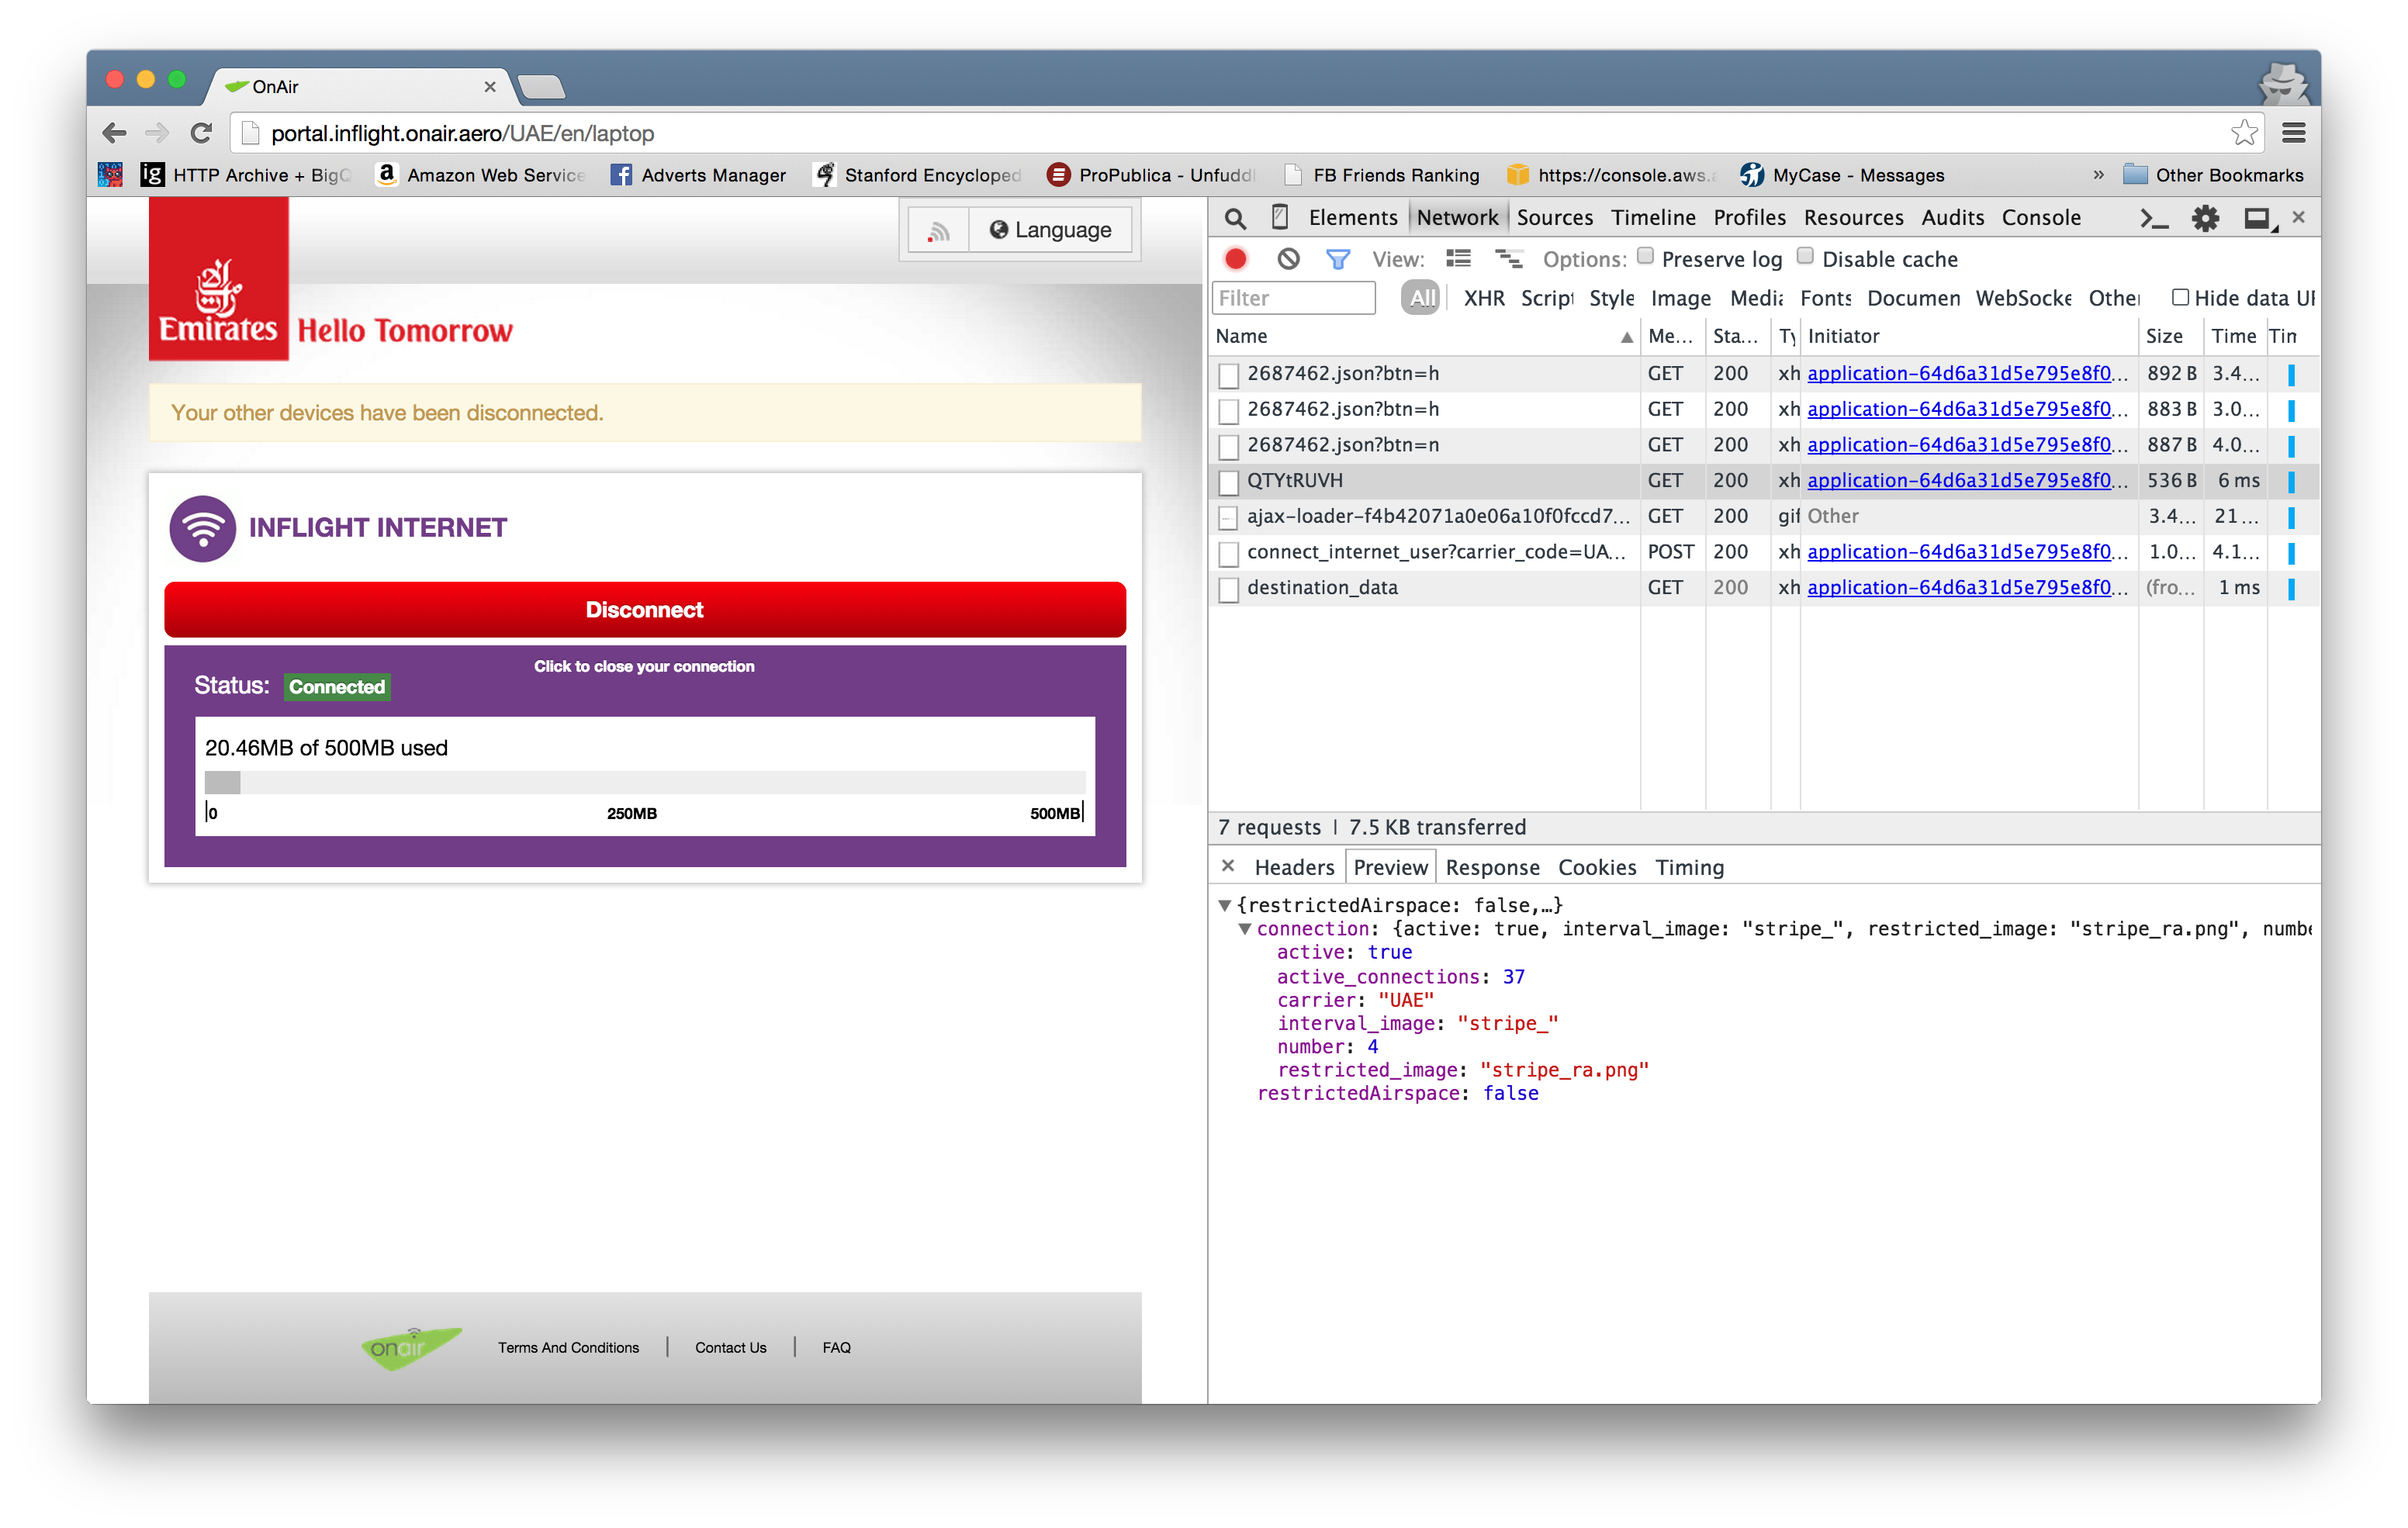 OnAir
portal.inflight.onair.aero/UAE/en/laptop
ig HTTP Archive + BigQ
Amazon Web Service
Adverts Manager
Stanford Encycloped
ProPublica - Unfuddl
FB Friends Ranking
https://console.aws.a
MyCase - Messages
» Other Bookmarks
Language
Emirates
Hello Tomorrow
Your other devices have been disconnected.
INFLIGHT INTERNET
Disconnect
Click to close your connection
Status: Connected
20.46MB of 500MB used
0 250MB 500MB
onair
Terms And Conditions | Contact Us | FAQ
Elements Network Sources Timeline Profiles Resources Audits Console
View: Options: Preserve log Disable cache
Filter All XHR Script Style Image Media Fonts Documen WebSocke Other Hide data UR
Name Me... Sta... Ty Initiator Size Time Tin
2687462.json?btn=h GET 200 xh application-64d6a31d5e795e8f0... 892 B 3.4...
2687462.json?btn=h GET 200 xh application-64d6a31d5e795e8f0... 883 B 3.0...
2687462.json?btn=n GET 200 xh application-64d6a31d5e795e8f0... 887 B 4.0...
QTYtRUVH GET 200 xh application-64d6a31d5e795e8f0... 536 B 6 ms
ajax-loader-f4b42071a0e06a10f0fccd7... GET 200 gif Other 3.4... 21...
connect_internet_user?carrier_code=UA... POST 200 xh application-64d6a31d5e795e8f0... 1.0... 4.1...
destination_data GET 200 xh application-64d6a31d5e795e8f0... (fro... 1 ms
7 requests | 7.5 KB transferred
× Headers Preview Response Cookies Timing
{restrictedAirspace: false,…}
connection: {active: true, interval_image: "stripe_", restricted_image: "stripe_ra.png", numbe
active: true
active_connections: 37
carrier: "UAE"
interval_image: "stripe_"
number: 4
restricted_image: "stripe_ra.png"
restrictedAirspace: false